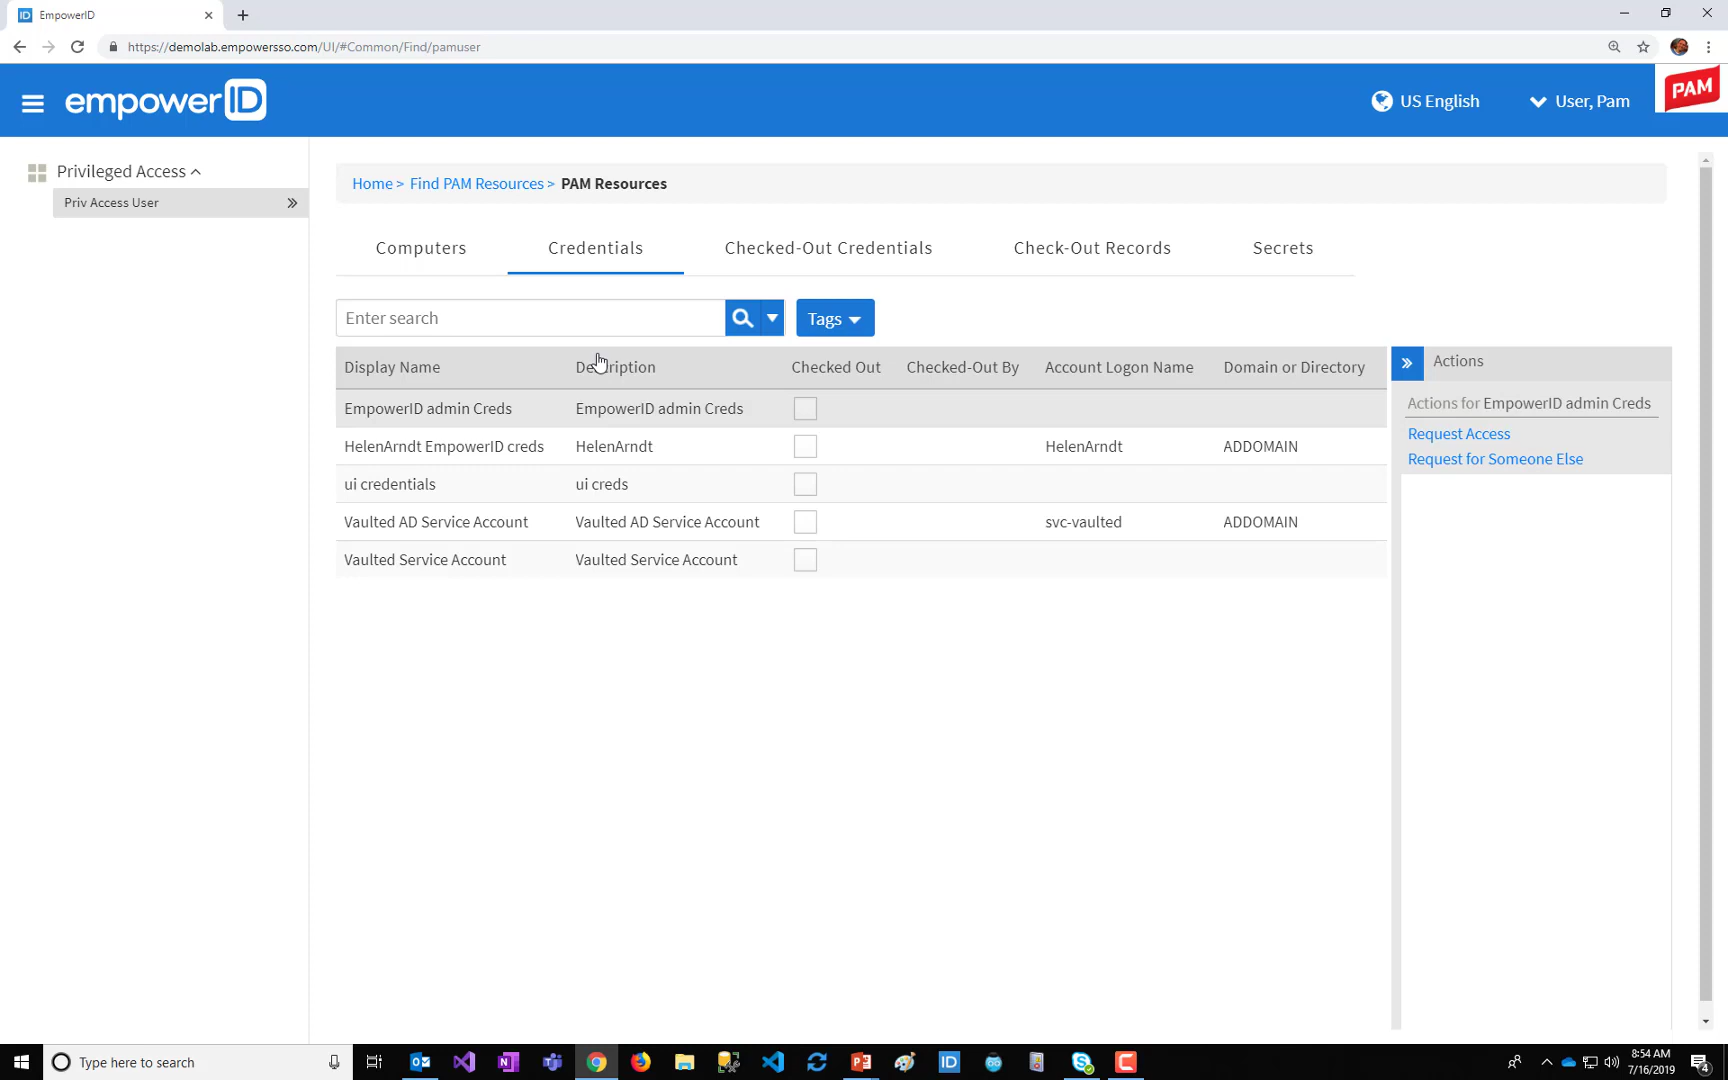 EmpowerID
https://demolab.empowersso.com/UI/#Common/Find/pamuser
empowerID
US English
User, Pam
PAM
Privileged Access
Priv Access User
Home > Find PAM Resources > PAM Resources
Computers
Credentials
Checked-Out Credentials
Check-Out Records
Secrets
Enter search
Tags
Display Name Description Checked Out Checked-Out By Account Logon Name Domain or Directory
EmpowerID admin Creds EmpowerID admin Creds
HelenArndt EmpowerID creds HelenArndt HelenArndt ADDOMAIN
ui credentials ui creds
Vaulted AD Service Account Vaulted AD Service Account svc-vaulted ADDOMAIN
Vaulted Service Account Vaulted Service Account
Actions
Actions for EmpowerID admin Creds
Request Access
Request for Someone Else
Type here to search
8:54 AM
7/16/2019
4